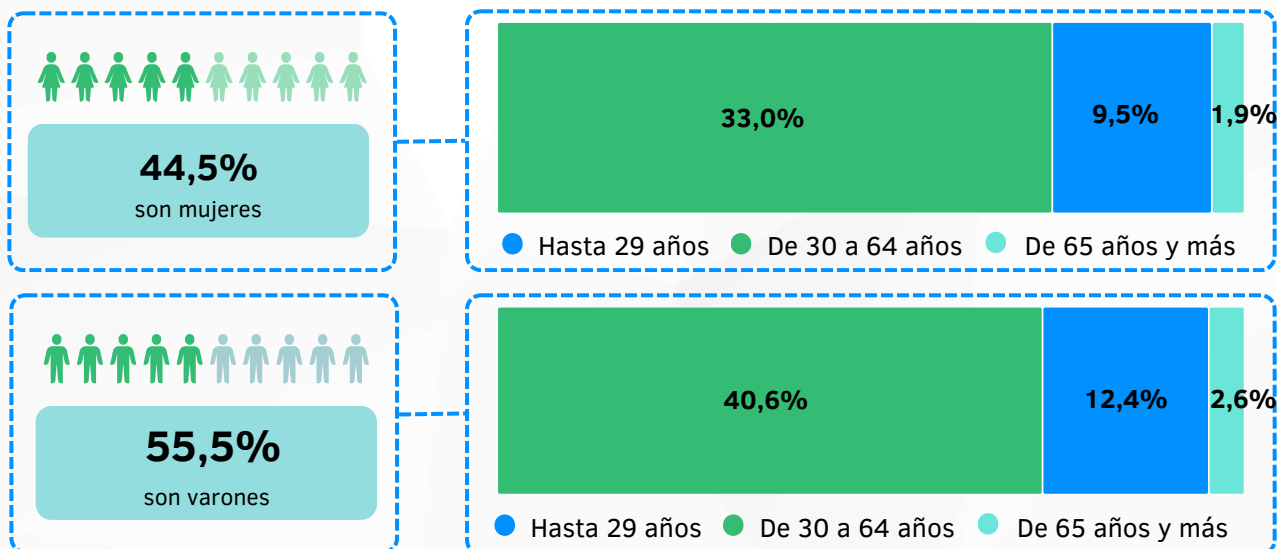 44,5%
son mujeres
33,0%
9,5%
1,9%
Hasta 29 años
De 30 a 64 años
De 65 años y más
55,5%
son varones
40,6%
12,4%
2,6%
Hasta 29 años
De 30 a 64 años
De 65 años y más